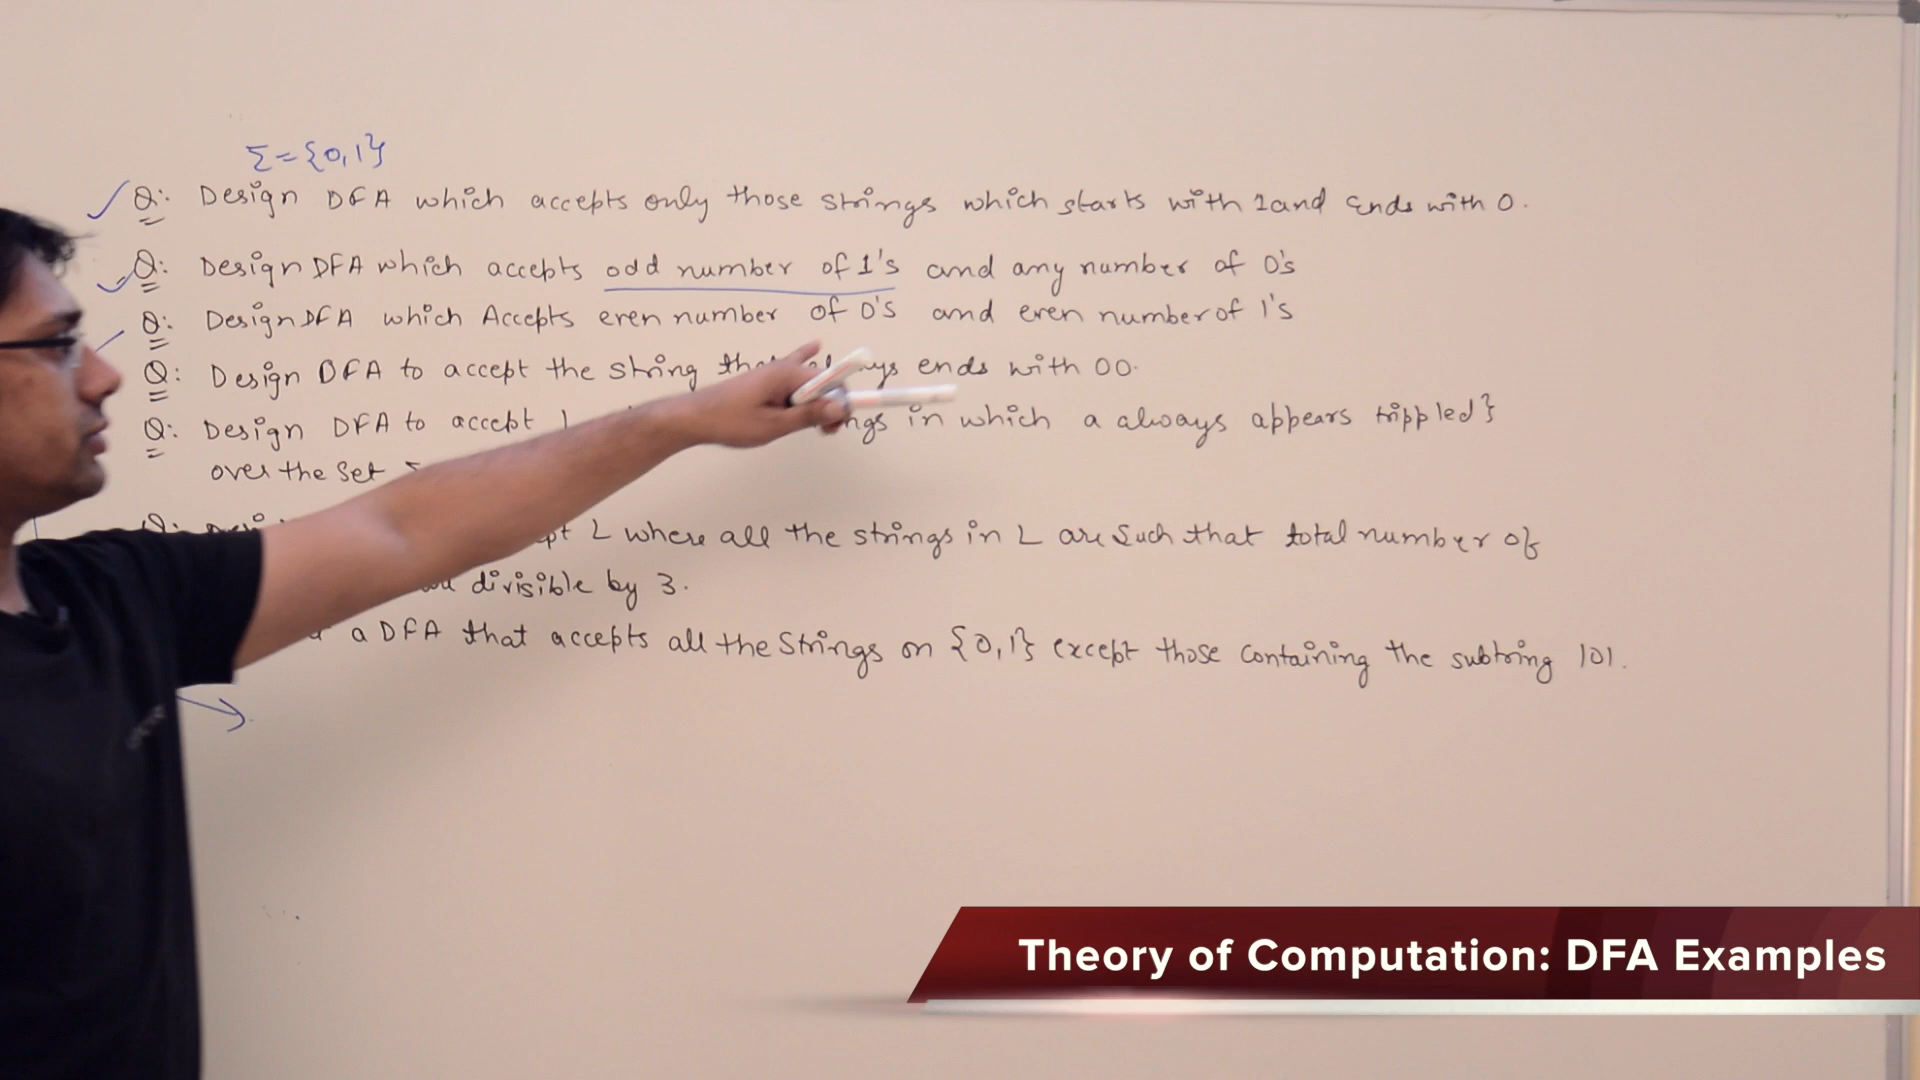 Σ={0,1}
Q: Design DFA which accepts only those strings which starts with 1 and Ends with 0.
Q: Design DFA which accepts odd number of 1's and any number of 0's
Q: Design DFA which Accepts even number of 0's and even number of 1's
Q: Design DFA to accept the string ends with 00.
Q: Design DFA to accept in which a always appears trippled}
over the Set
L where all the strings in L are Such that total number of
divisible by 3.
a DFA that accepts all the Strings on {0,1} except those containing the substring 101.
Theory of Computation: DFA Examples